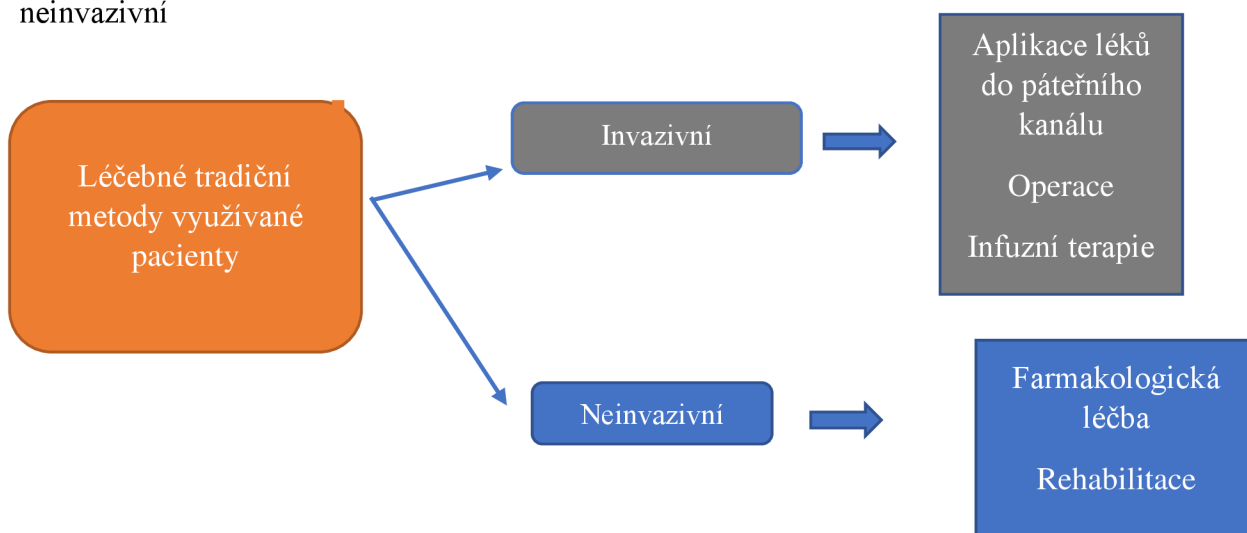 neinvazivní
Léčebné tradiční
metody využívané
pacienty
Invazivní
Aplikace léků
do páteřního
kanálu
Operace
Infuzní terapie
Neinvazivní
Farmakologická
léčba
Rehabilitace